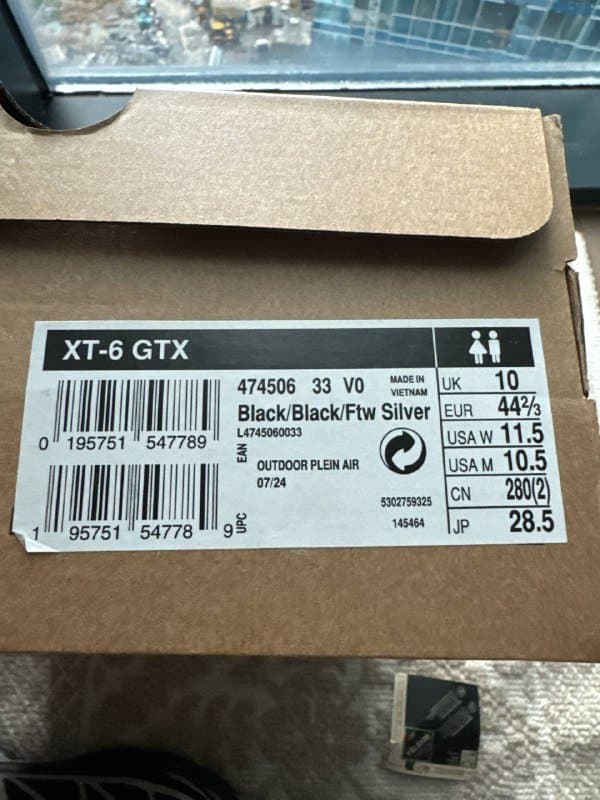 XT-6 GTX
0 195751 547789
1 95751 54778 9
EAN
UPC
474506 33 V0
MADE IN
VIETNAM
Black/Black/Ftw Silver
L4745060033
OUTDOOR PLEIN AIR
07/24
5302759325
145464
UK 10
EUR 44⅔
USA W 11.5
USA M 10.5
CN 280(2)
JP 28.5